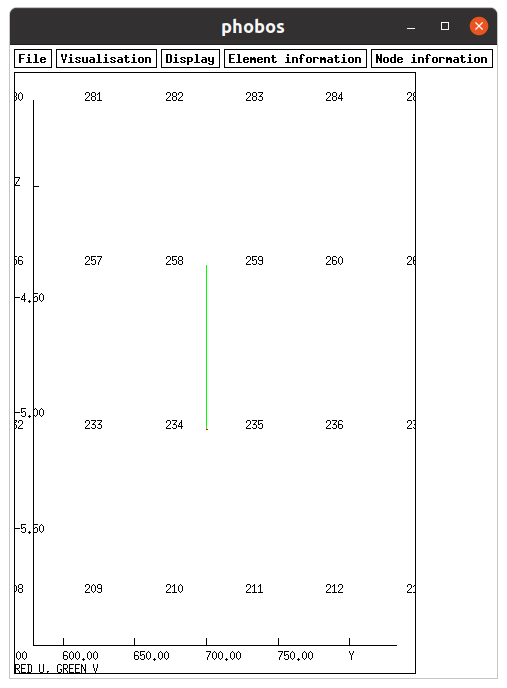 phobos
File Visualisation Display Element information Node information
80 281 282 283 284 28
Z
56 257 258 259 260 26
-4.50
-5.00
32 233 234 235 236 23
-5.50
08 209 210 211 212 21
00 600.00 650.00 700.00 750.00 Y
RED U, GREEN V